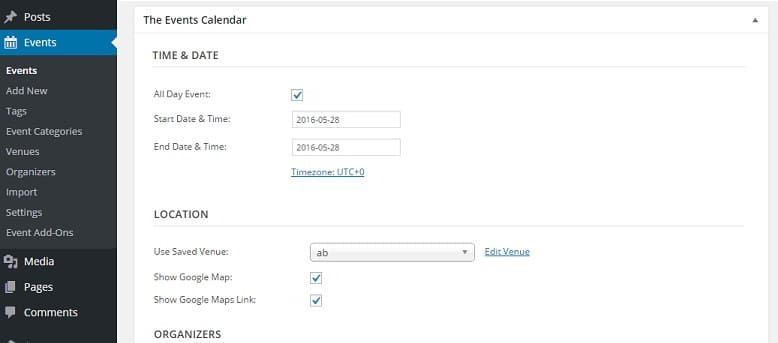 Posts
Events
Events
Add New
Tags
Event Categories
Venues
Organizers
Import
Settings
Event Add-Ons
Media
Pages
Comments
The Events Calendar
TIME & DATE
All Day Event:
Start Date & Time: 2016-05-28
End Date & Time: 2016-05-28
Timezone: UTC+0
LOCATION
Use Saved Venue: ab Edit Venue
Show Google Map:
Show Google Maps Link:
ORGANIZERS